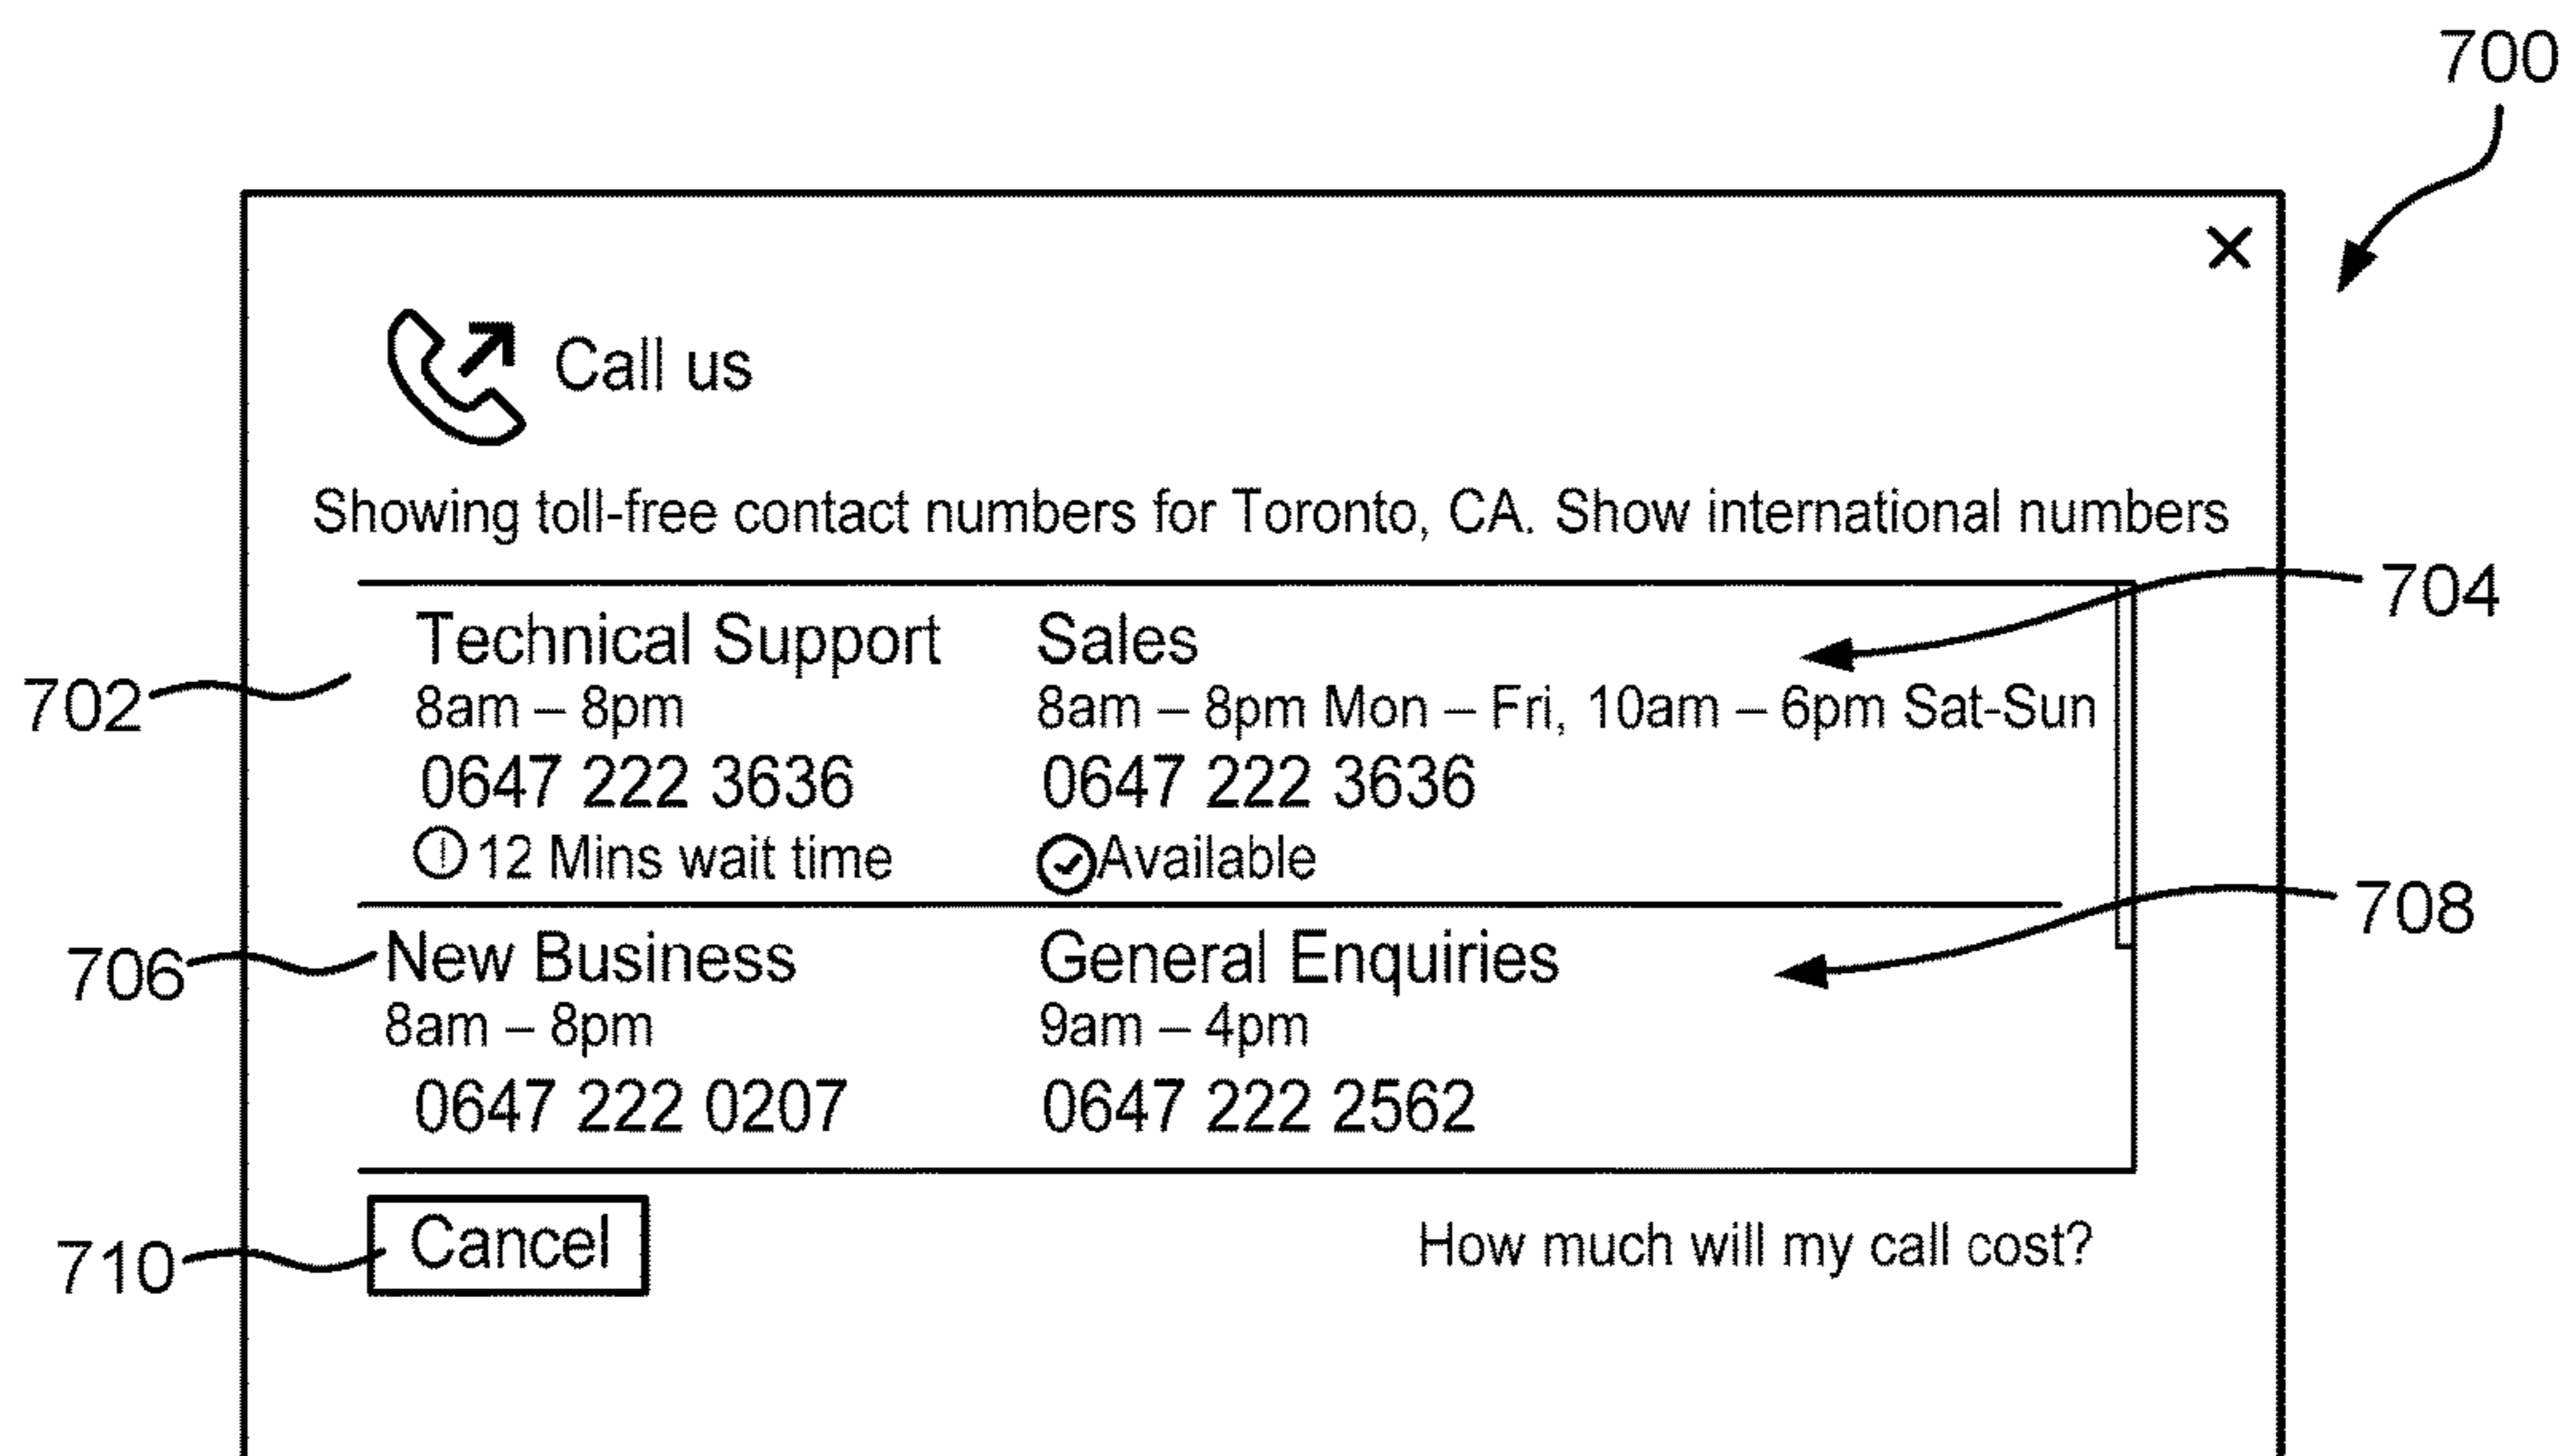 700
×
Call us
Showing toll-free contact numbers for Toronto, CA. Show international numbers
704
702
Technical Support
8am – 8pm
0647 222 3636
12 Mins wait time
Sales
8am – 8pm Mon – Fri, 10am – 6pm Sat-Sun
0647 222 3636
Available
708
706
New Business
8am – 8pm
0647 222 0207
General Enquiries
9am – 4pm
0647 222 2562
710
Cancel
How much will my call cost?